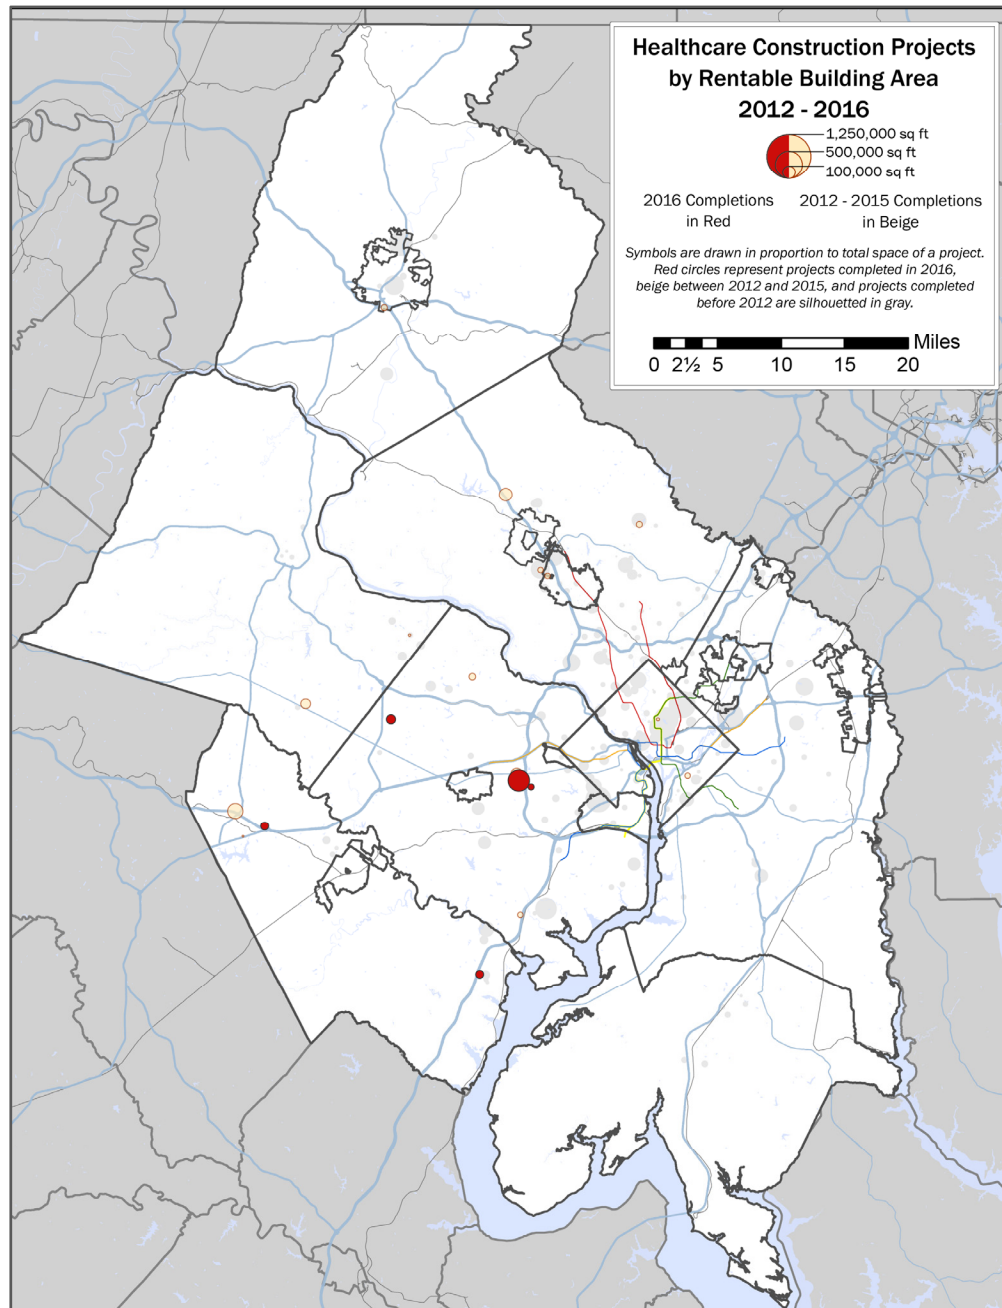 Healthcare Construction Projects
by Rentable Building Area
2012 - 2016
1,250,000 sq ft
500,000 sq ft
100,000 sq ft
2016 Completions
in Red
2012 - 2015 Completions
in Beige
Symbols are drawn in proportion to total space of a project.
Red circles represent projects completed in 2016,
beige between 2012 and 2015, and projects completed
before 2012 are silhouetted in gray.
Miles
0 2½ 5 10 15 20